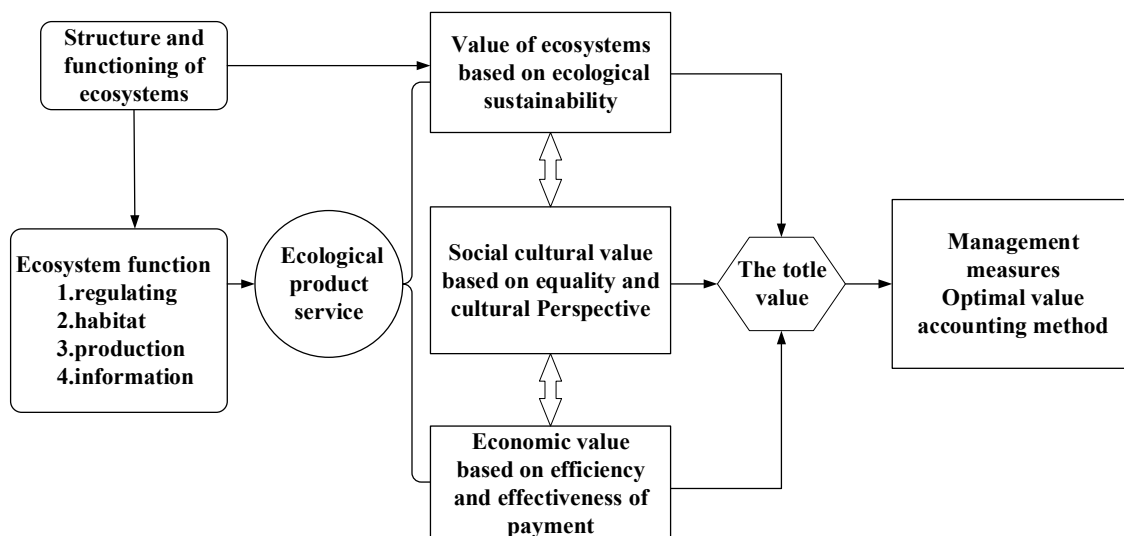 Structure and
functioning of
ecosystems
Value of ecosystems
based on ecological
sustainability
Ecosystem function
1.regulating
2.habitat
3.production
4.information
Ecological
product
service
Social cultural value
based on equality and
cultural Perspective
The totle
value
Management
measures
Optimal value
accounting method
Economic value
based on efficiency
and effectiveness of
payment